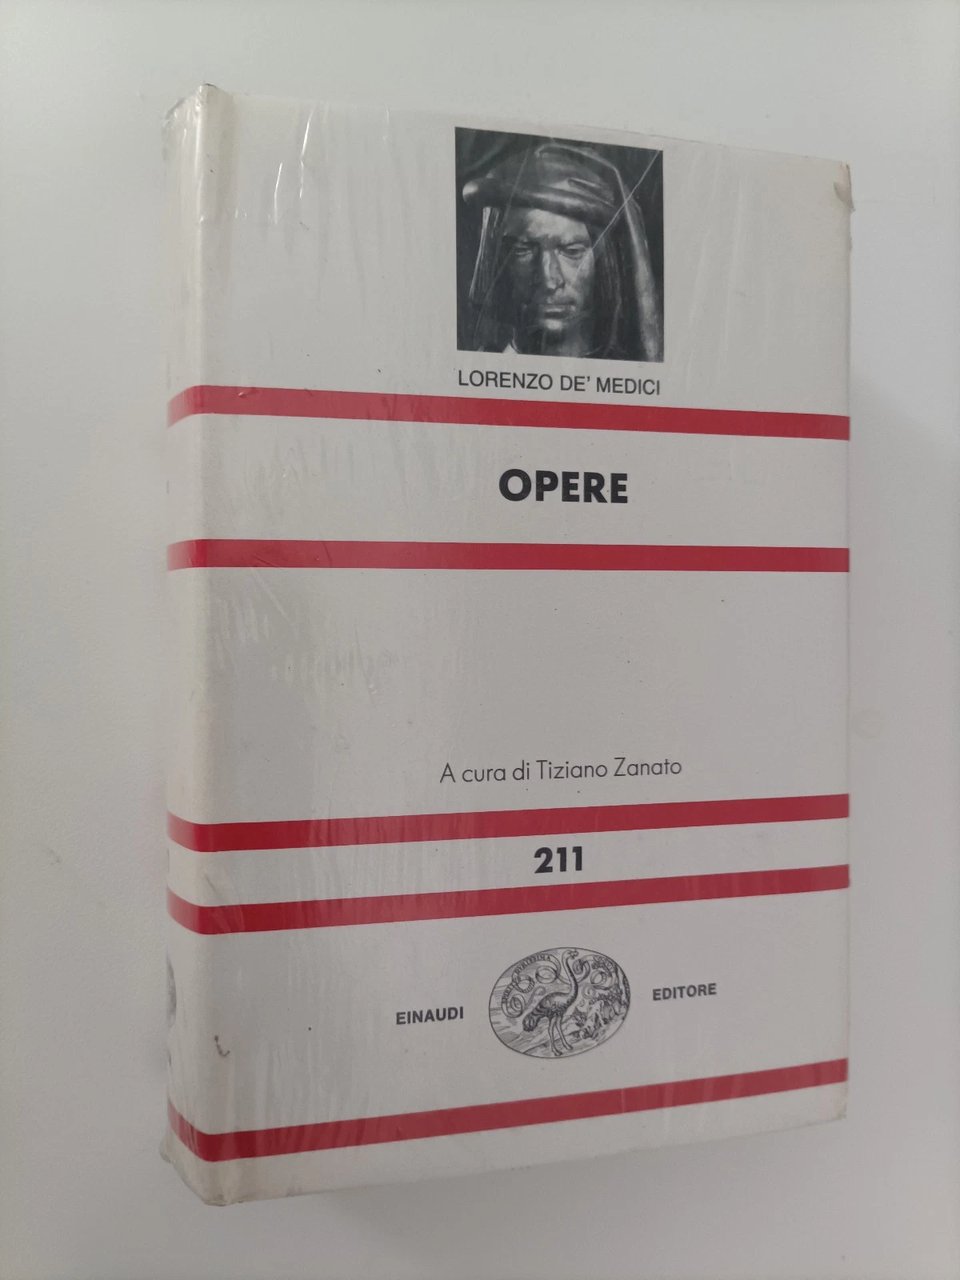 LORENZO DE' MEDICI
OPERE
A cura di Tiziano Zanato
211
EINAUDI
EDITORE